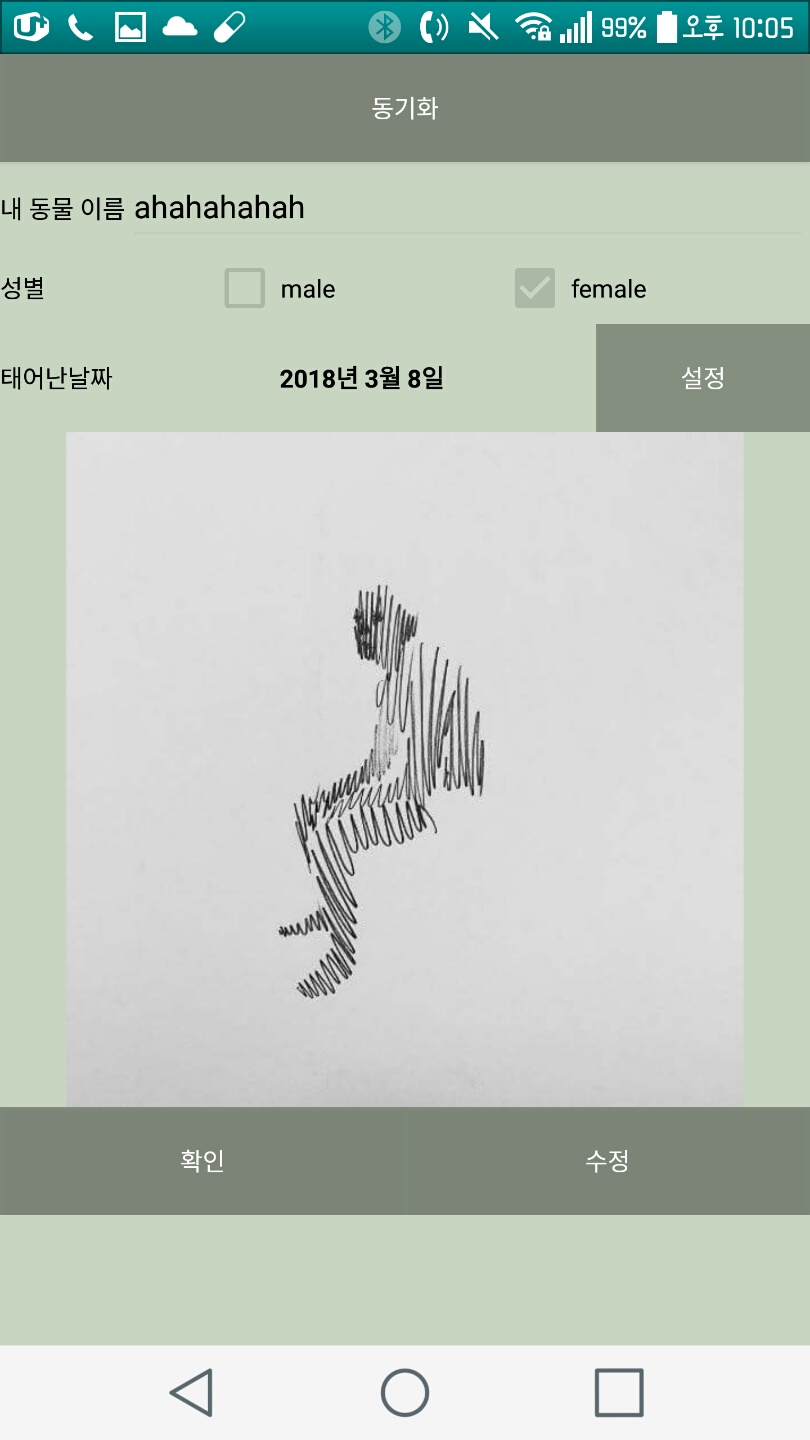 99% 오후 10:05
동기화
내 동물 이름 ahahahahah
성별 male female
태어난날짜 2018년 3월 8일 설정
확인 수정